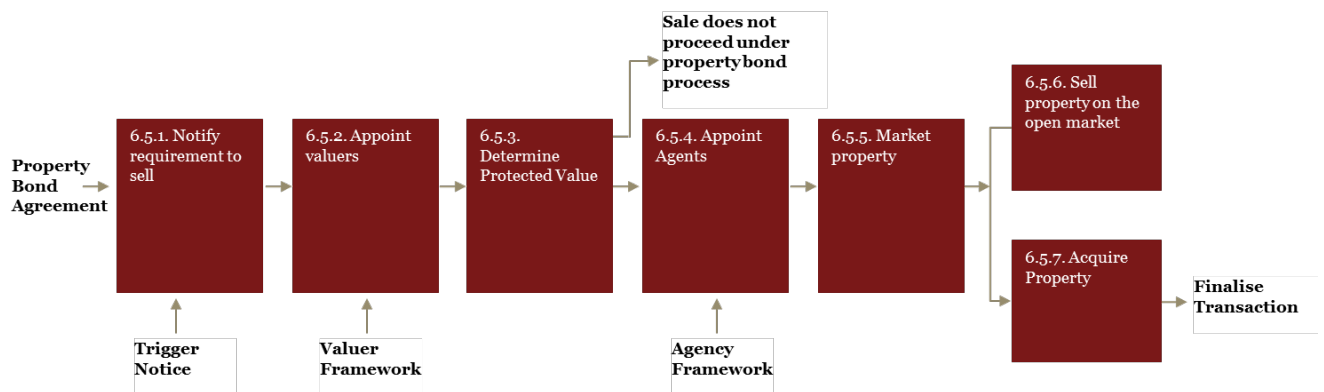 Sale does not
proceed under
property bond
process
Property
Bond
Agreement
6.5.1. Notify
requirement to
sell
6.5.2. Appoint
valuers
6.5.3.
Determine
Protected Value
6.5.4. Appoint
Agents
6.5.5. Market
property
6.5.6. Sell
property on the
open market
6.5.7. Acquire
Property
Finalise
Transaction
Trigger
Notice
Valuer
Framework
Agency
Framework